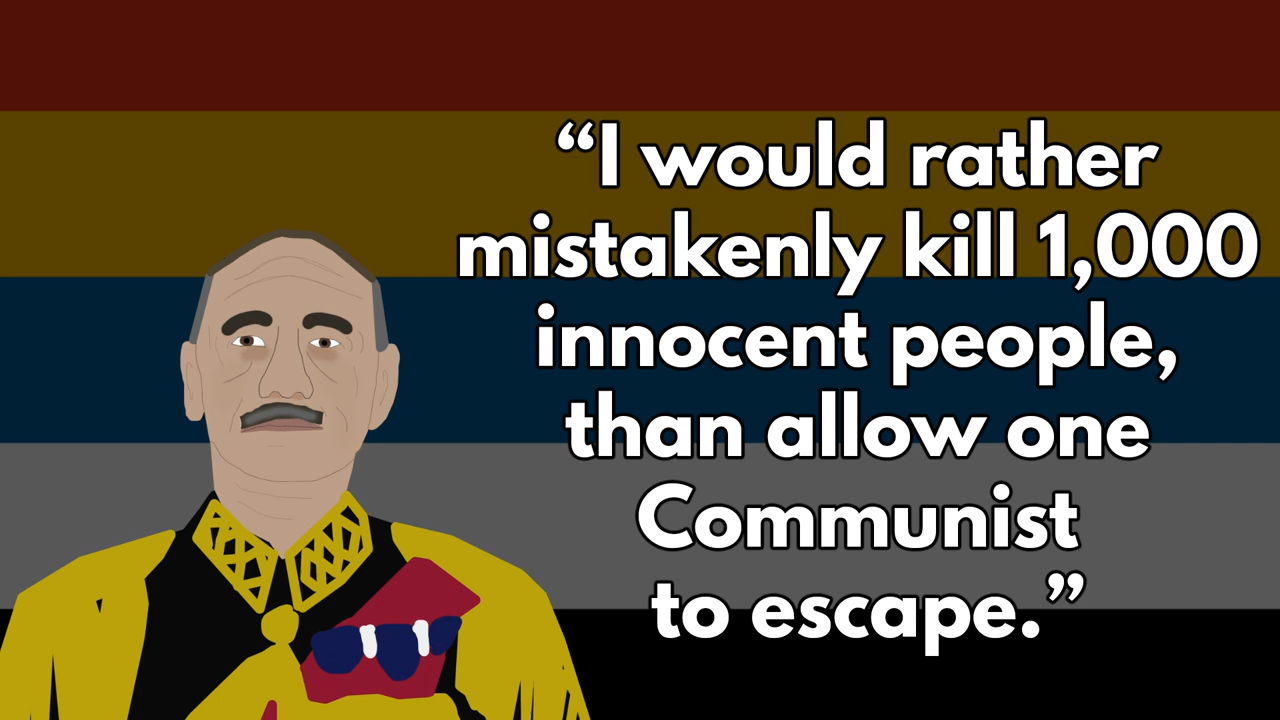 “I would rather
mistakenly kill 1,000
innocent people,
than allow one
Communist
to escape.”